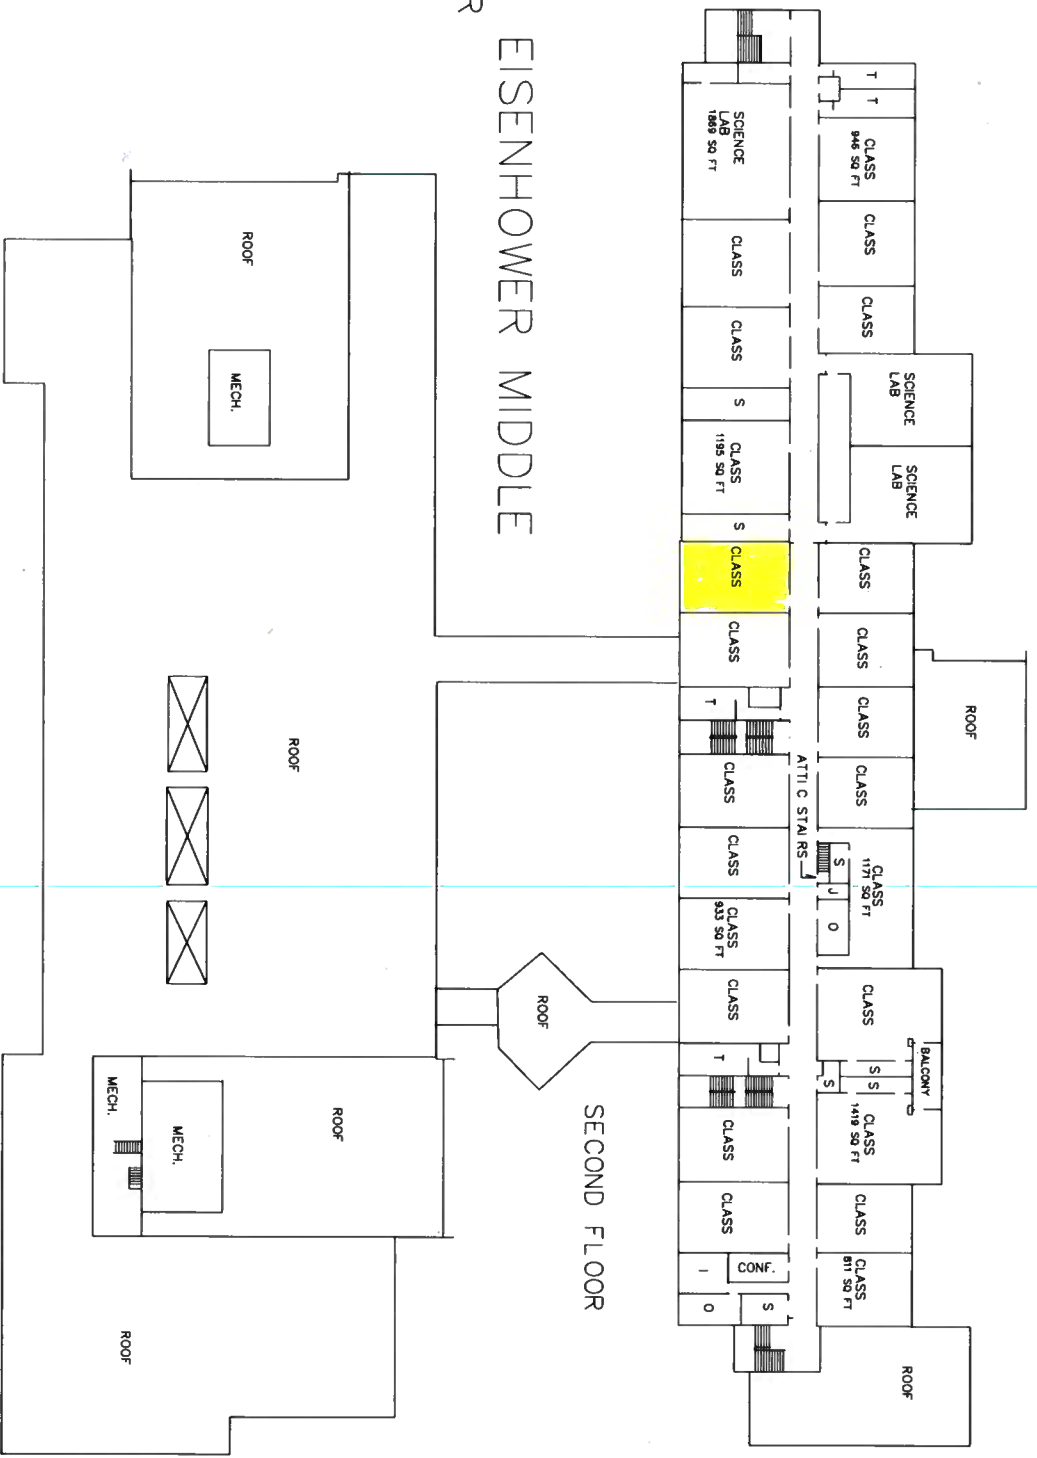 ROOF
T
T
CLASS
946 SQ FT
CLASS
CLASS
SCIENCE
LAB
SCIENCE
LAB
CLASS
CLASS
CLASS
CLASS
CLASS
1171 SQ FT
S
J
O
CLASS
BALCONY
S
S
S
CLASS
1419 SQ FT
CLASS
CLASS
811 SQ FT
ROOF
ATTIC STAIRS
SCIENCE
LAB
1869 SQ FT
CLASS
CLASS
S
CLASS
1195 SQ FT
S
CLASS
CLASS
T
CLASS
CLASS
CLASS
933 SQ FT
CLASS
T
CLASS
CLASS
CONF.
I
S
O
SECOND FLOOR
EISENHOWER MIDDLE
R
ROOF
ROOF
MECH.
ROOF
ROOF
MECH.
MECH.
ROOF